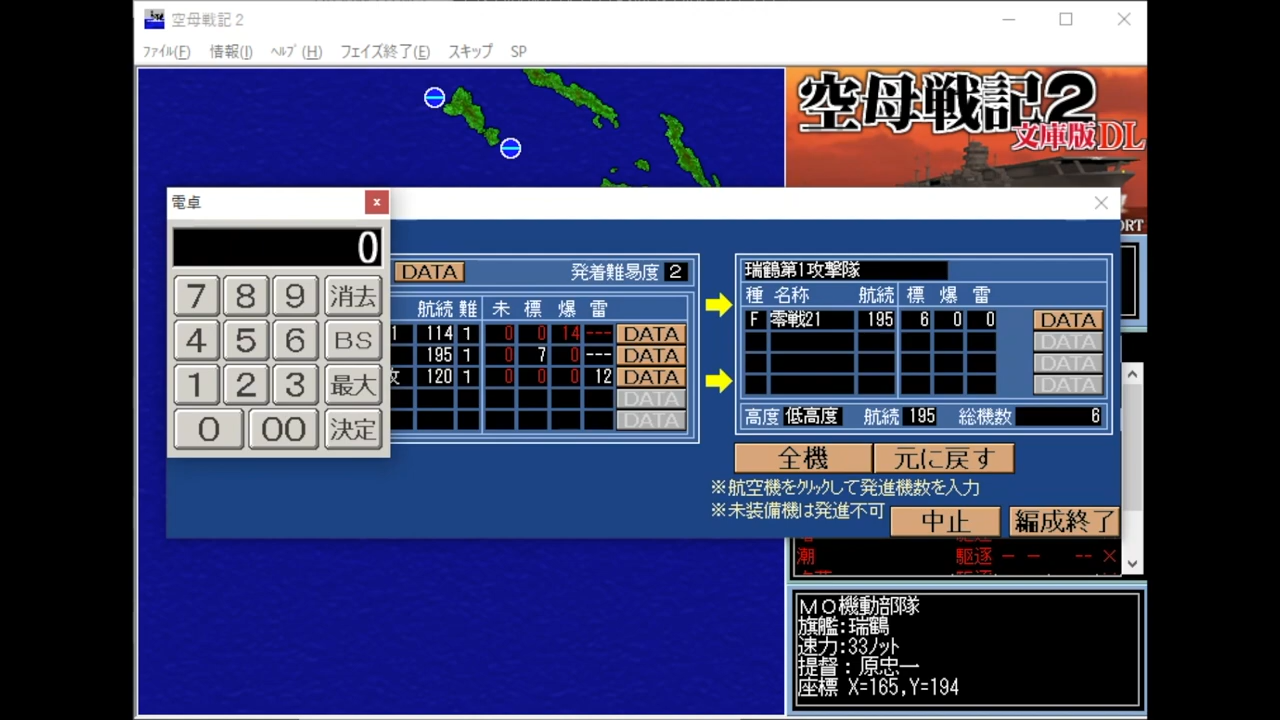 空母戦記2
ﾌｧｲﾙ(F) 情報(I) ﾍﾙﾌﾟ(H) フェイズ終了(E) スキップ SP
空母戦記2
文庫版DL
電卓 x
0
7 8 9 消去
4 5 6 BS
1 2 3 最大
0 00 決定
DATA 発着難易度 2
航続 難 未 標 爆 雷
1 114 1 0 0 14 --- DATA
195 1 0 7 0 --- DATA
攻 120 1 0 0 0 12 DATA
DATA
DATA
瑞鶴第1攻撃隊
種 名称 航続 標 爆 雷
F 零戦21 195 6 0 0 DATA
DATA
DATA
DATA
高度 低高度 航続 195 総機数 6
全機 元に戻す
※航空機をｸﾘｯｸして発進機数を入力
※未装備機は発進不可
中止 編成終了
潮 駆逐 － － -- ×
ＭＯ機動部隊
旗艦:瑞鶴
速力:33ﾉｯﾄ
提督：原忠一
座標 X=165,Y=194